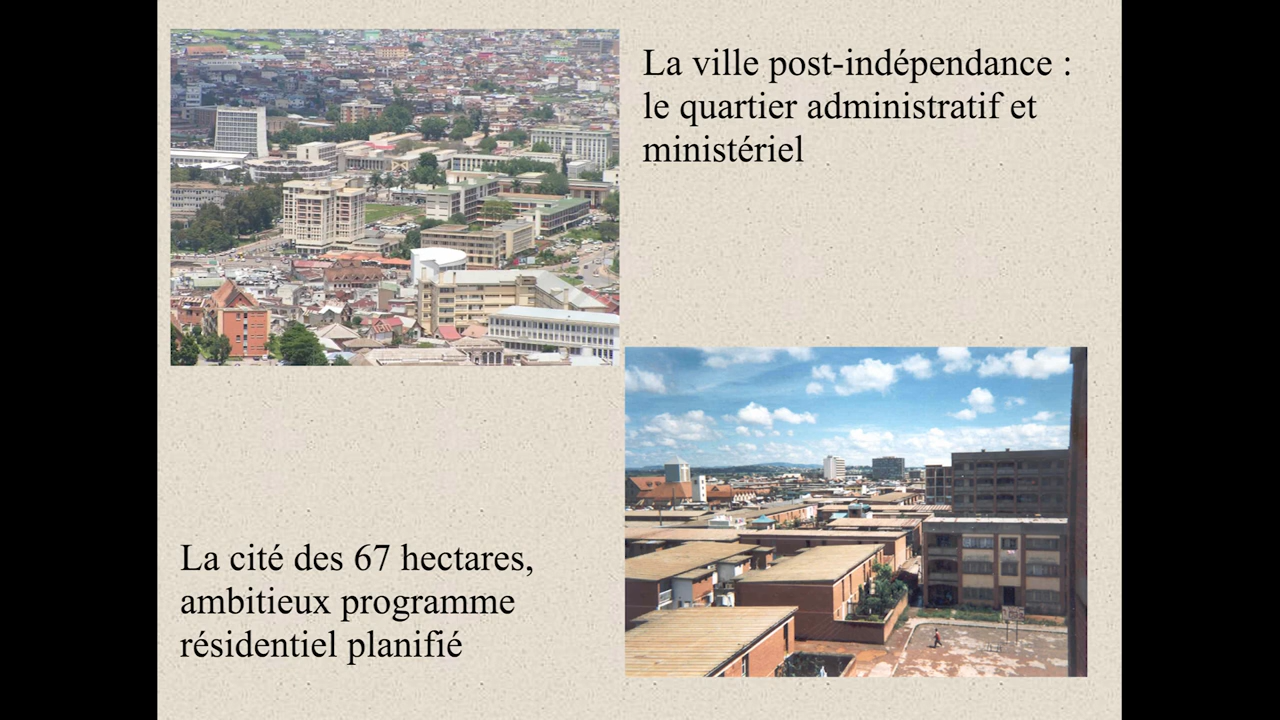 La ville post-indépendance :
le quartier administratif et
ministériel
La cité des 67 hectares,
ambitieux programme
résidentiel planifié